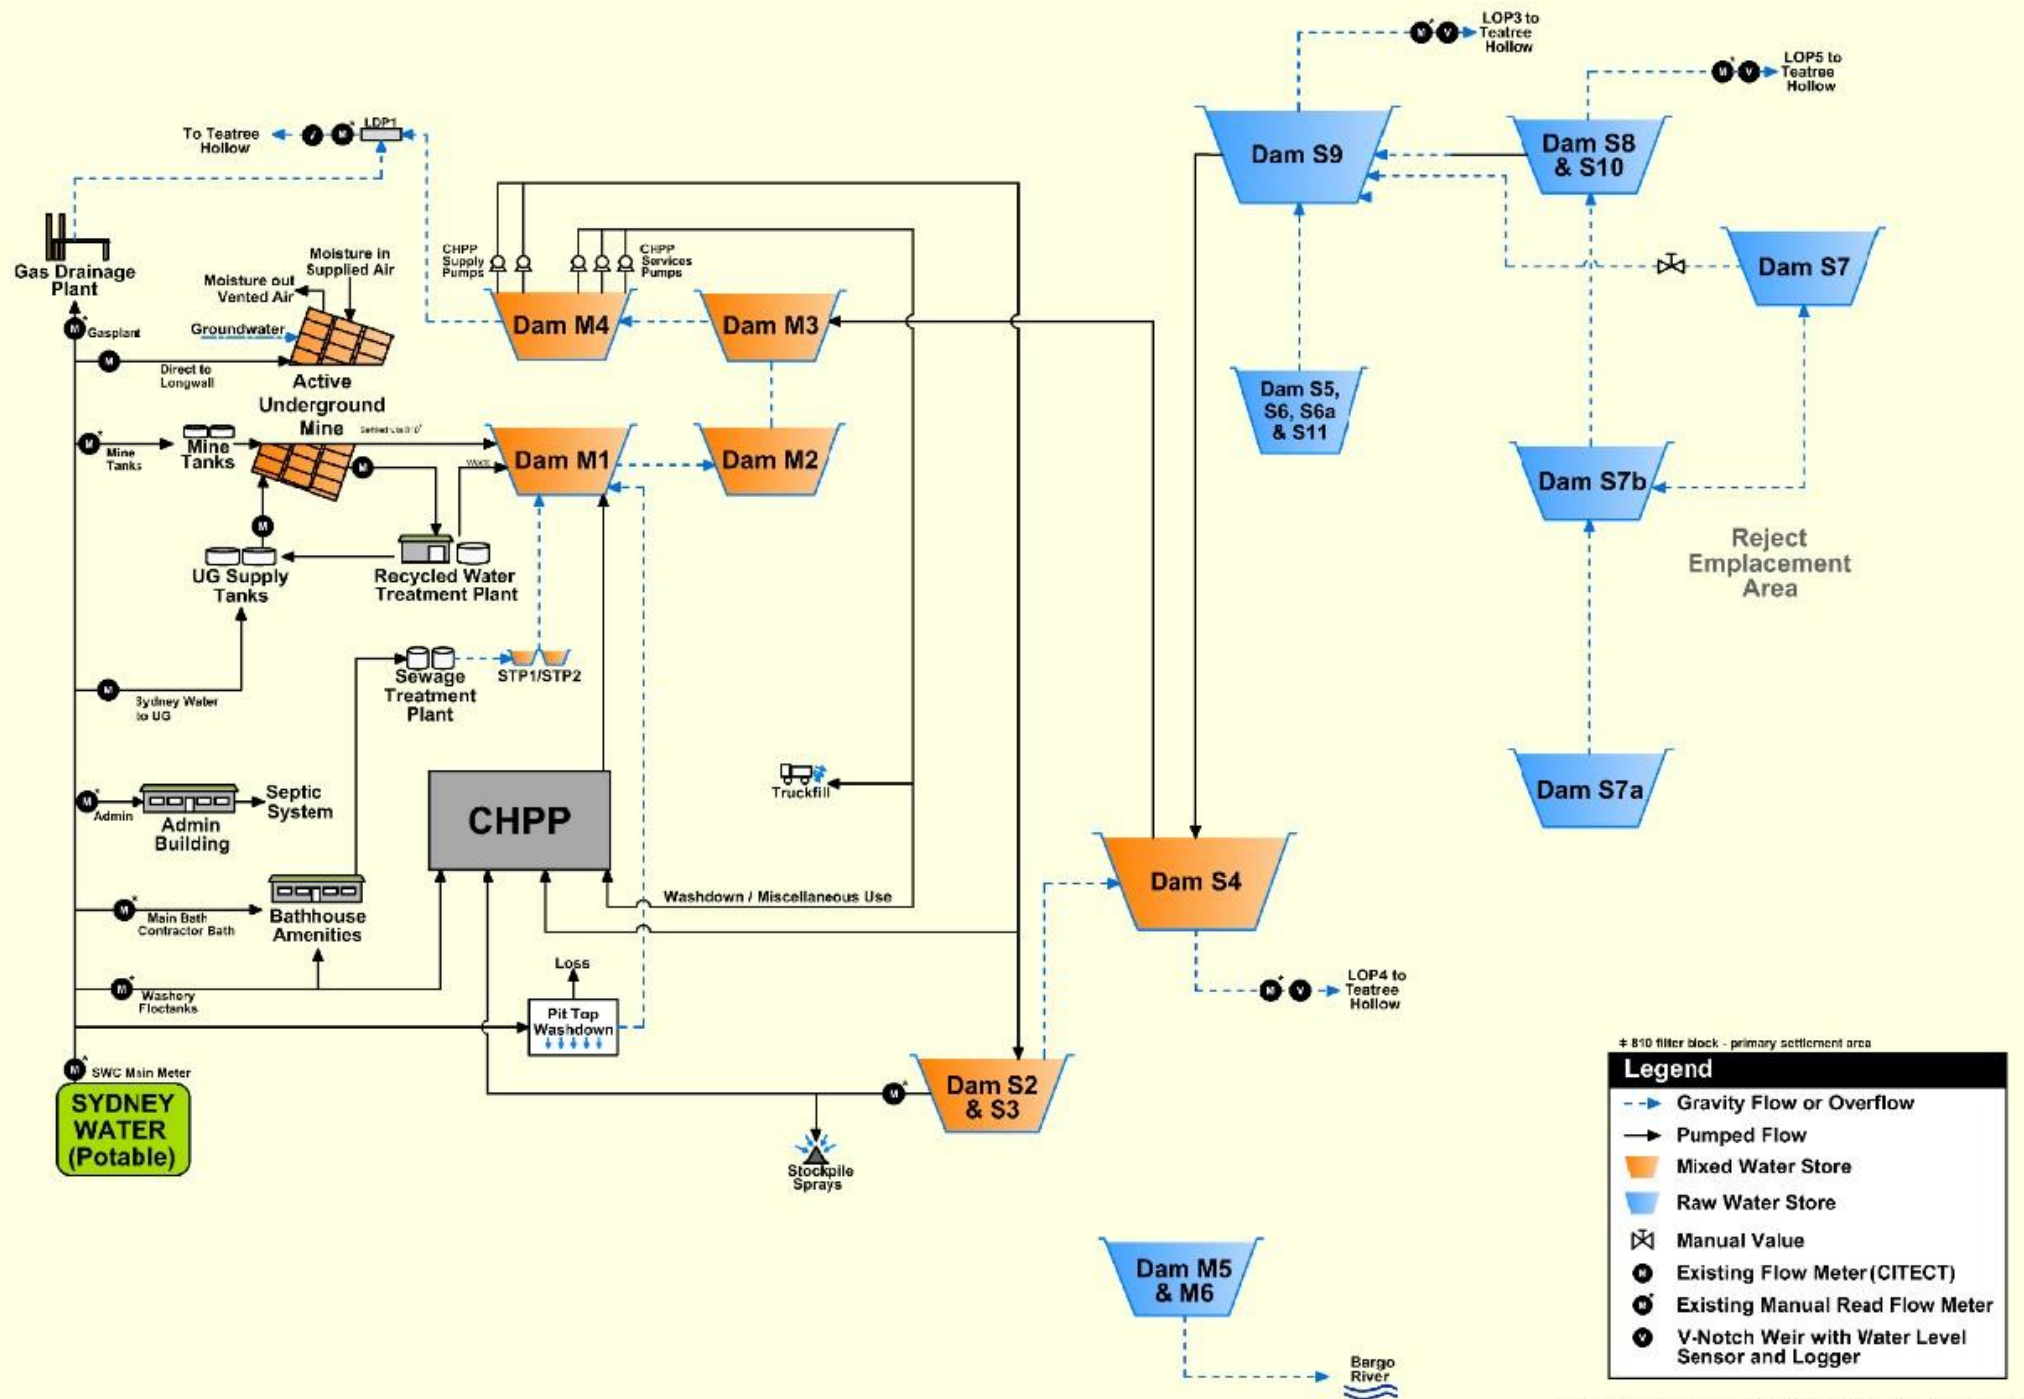 LOP3 to
Teatree
Hollow
LOP5 to
Teatree
Hollow
To Teatree
Hollow
LDP1
Dam S9
Dam S8
& S10
Dam S7
Gas Drainage
Plant
Moisture in
Supplied Air
Moisture out
Vented Air
Groundwater
Gasplant
Direct to
Longwall
Active
Underground
Mine
CHPP
Supply
Pumps
CHPP
Services
Pumps
Dam M4
Dam M3
Dam S5,
S6, S6a
& S11
Mine
Tanks
Mine
Tanks
Dam M1
Dam M2
Dam S7b
Reject
Emplacement
Area
UG Supply
Tanks
Recycled Water
Treatment Plant
Sydney Water
to UG
Sewage
Treatment
Plant
STP1/STP2
Admin
Admin
Building
Septic
System
CHPP
Truckfill
Dam S7a
Dam S4
Main Bath
Contractor Bath
Bathhouse
Amenities
Washdown / Miscellaneous Use
Washery
Floctanks
Loss
Pit Top
Washdown
LOP4 to
Teatree
Hollow
SWC Main Meter
SYDNEY
WATER
(Potable)
Dam S2
& S3
Stockpile
Sprays
Dam M5
& M6
Bargo
River
‡ 810 filter block - primary settlement area
Legend
Gravity Flow or Overflow
Pumped Flow
Mixed Water Store
Raw Water Store
Manual Value
M Existing Flow Meter (CITECT)
M* Existing Manual Read Flow Meter
V V-Notch Weir with Water Level
Sensor and Logger